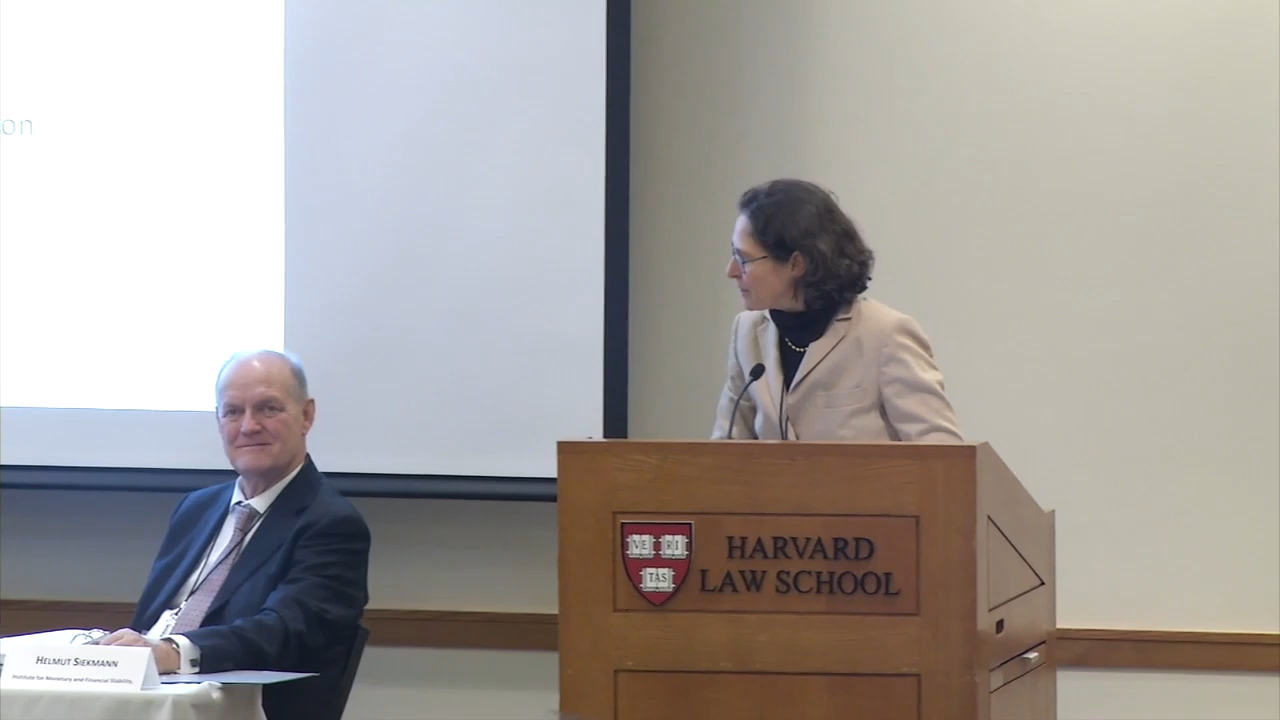 on
VE RI
TAS
HARVARD
LAW SCHOOL
HELMUT SIEKMANN
Institute for Monetary and Financial Stability,